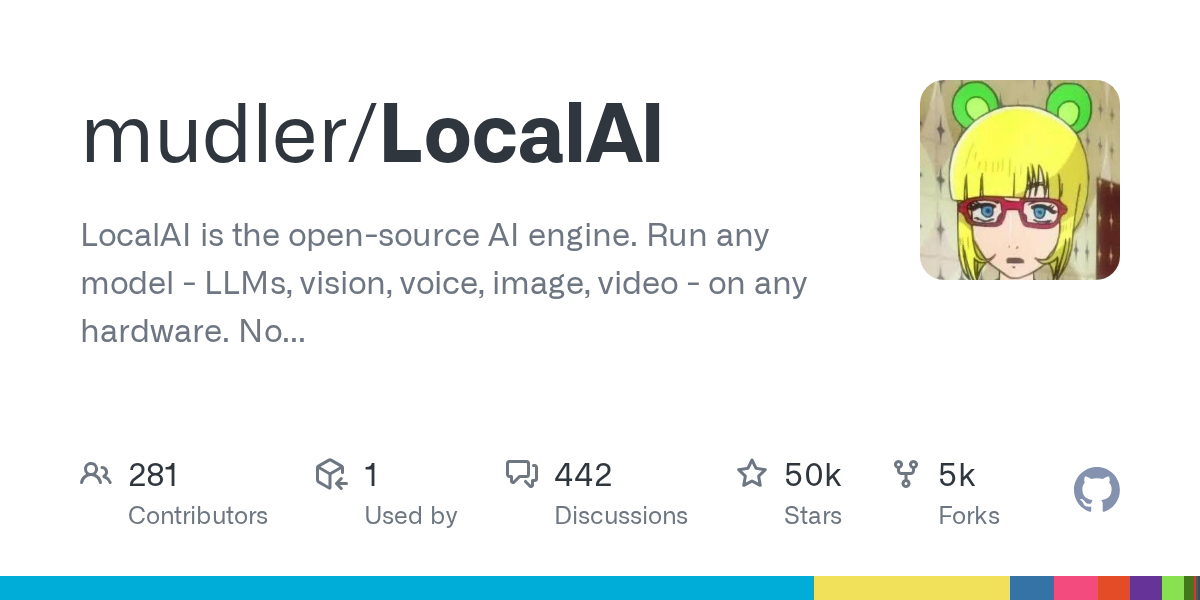 mudler/LocalAI
LocalAI is the open-source AI engine. Run any
model - LLMs, vision, voice, image, video - on any
hardware. No...
281
Contributors
1
Used by
442
Discussions
50k
Stars
5k
Forks